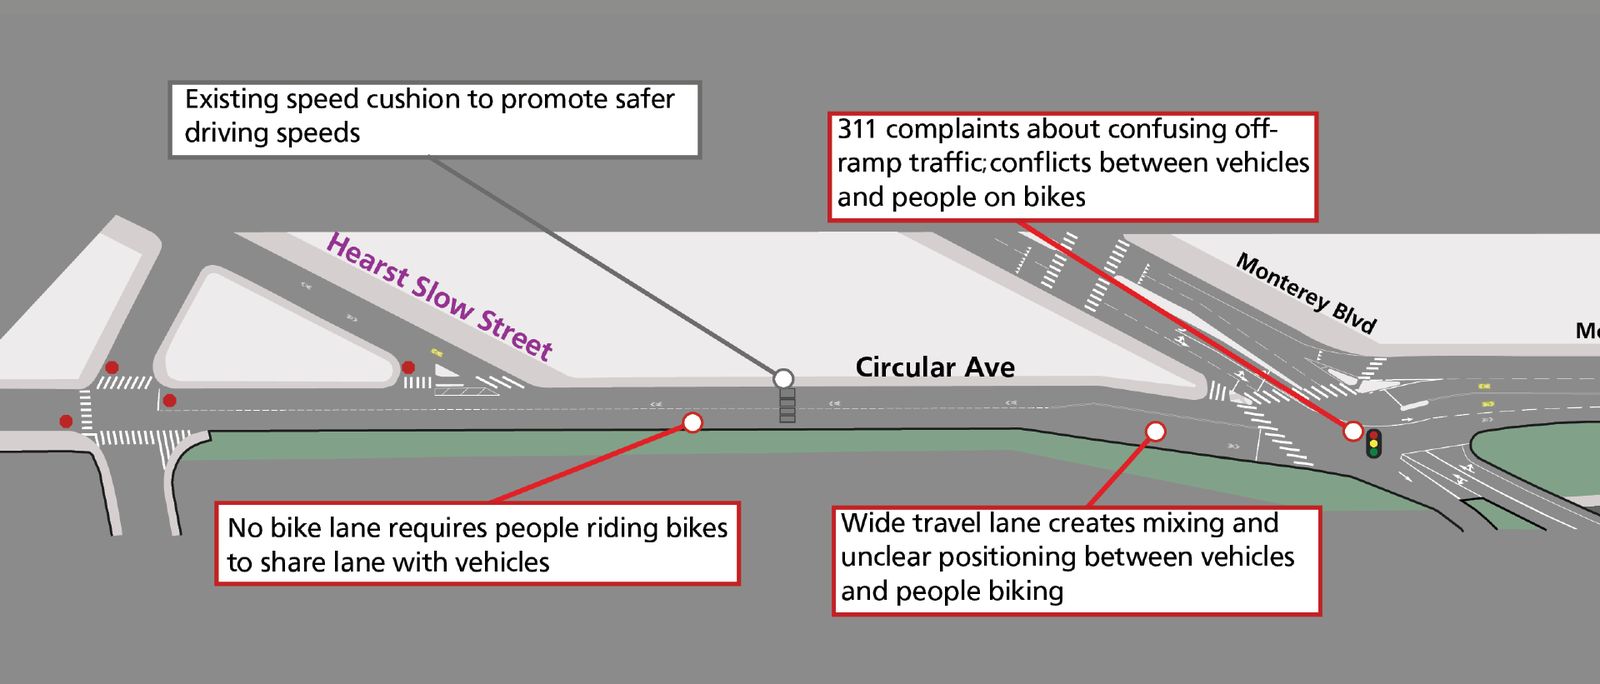 Existing speed cushion to promote safer
driving speeds
311 complaints about confusing off-
ramp traffic;conflicts between vehicles
and people on bikes
Hearst Slow Street
Monterey Blvd
Circular Ave
No bike lane requires people riding bikes
to share lane with vehicles
Wide travel lane creates mixing and
unclear positioning between vehicles
and people biking